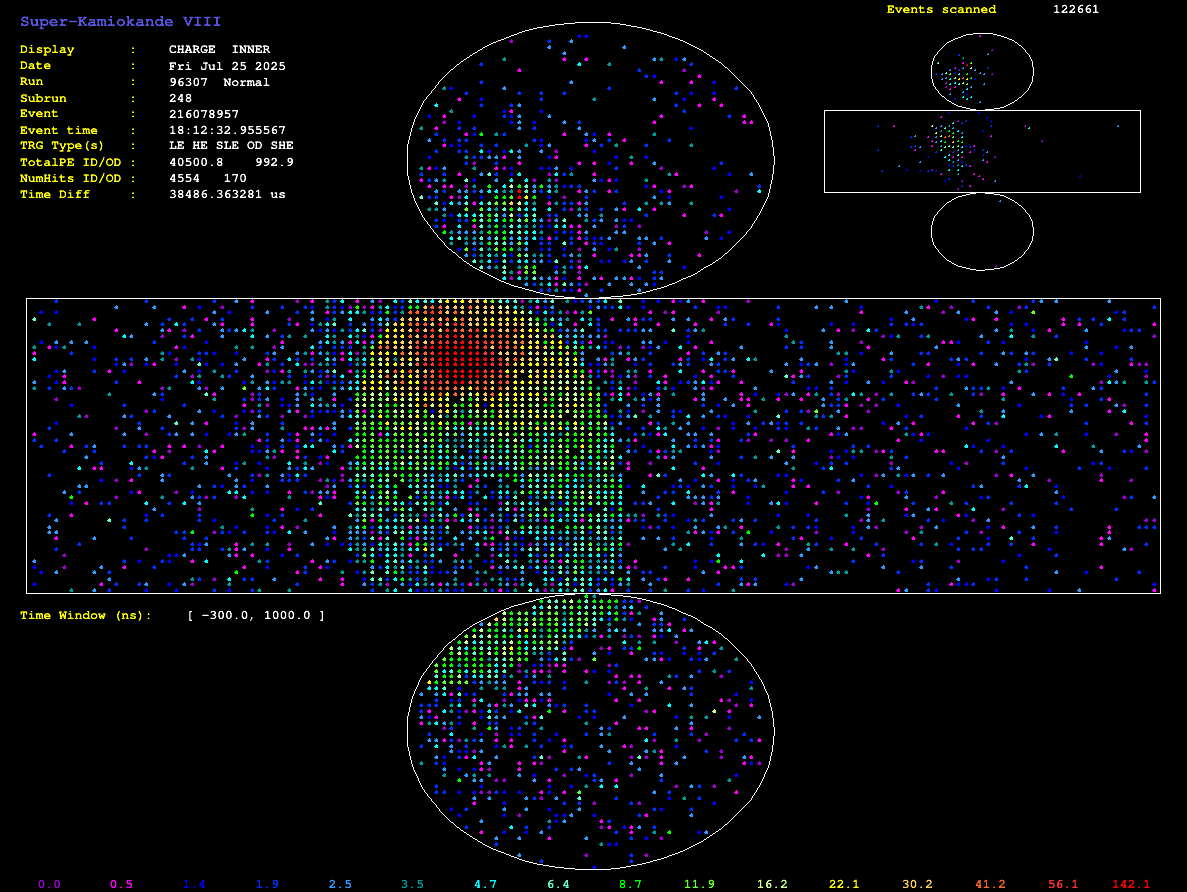 Super-Kamiokande VIII
Events scanned 122661
Display : CHARGE INNER
Date : Fri Jul 25 2025
Run : 96307 Normal
Subrun : 248
Event : 216078957
Event time : 18:12:32.955567
TRG Type(s) : LE HE SLE OD SHE
TotalPE ID/OD : 40500.8 992.9
NumHits ID/OD : 4554 170
Time Diff : 38486.363281 us
Time Window (ns): [ -300.0, 1000.0 ]
0.0 0.5 1.4 1.9 2.5 3.5 4.7 6.4 8.7 11.9 16.2 22.1 30.2 41.2 56.1 142.1